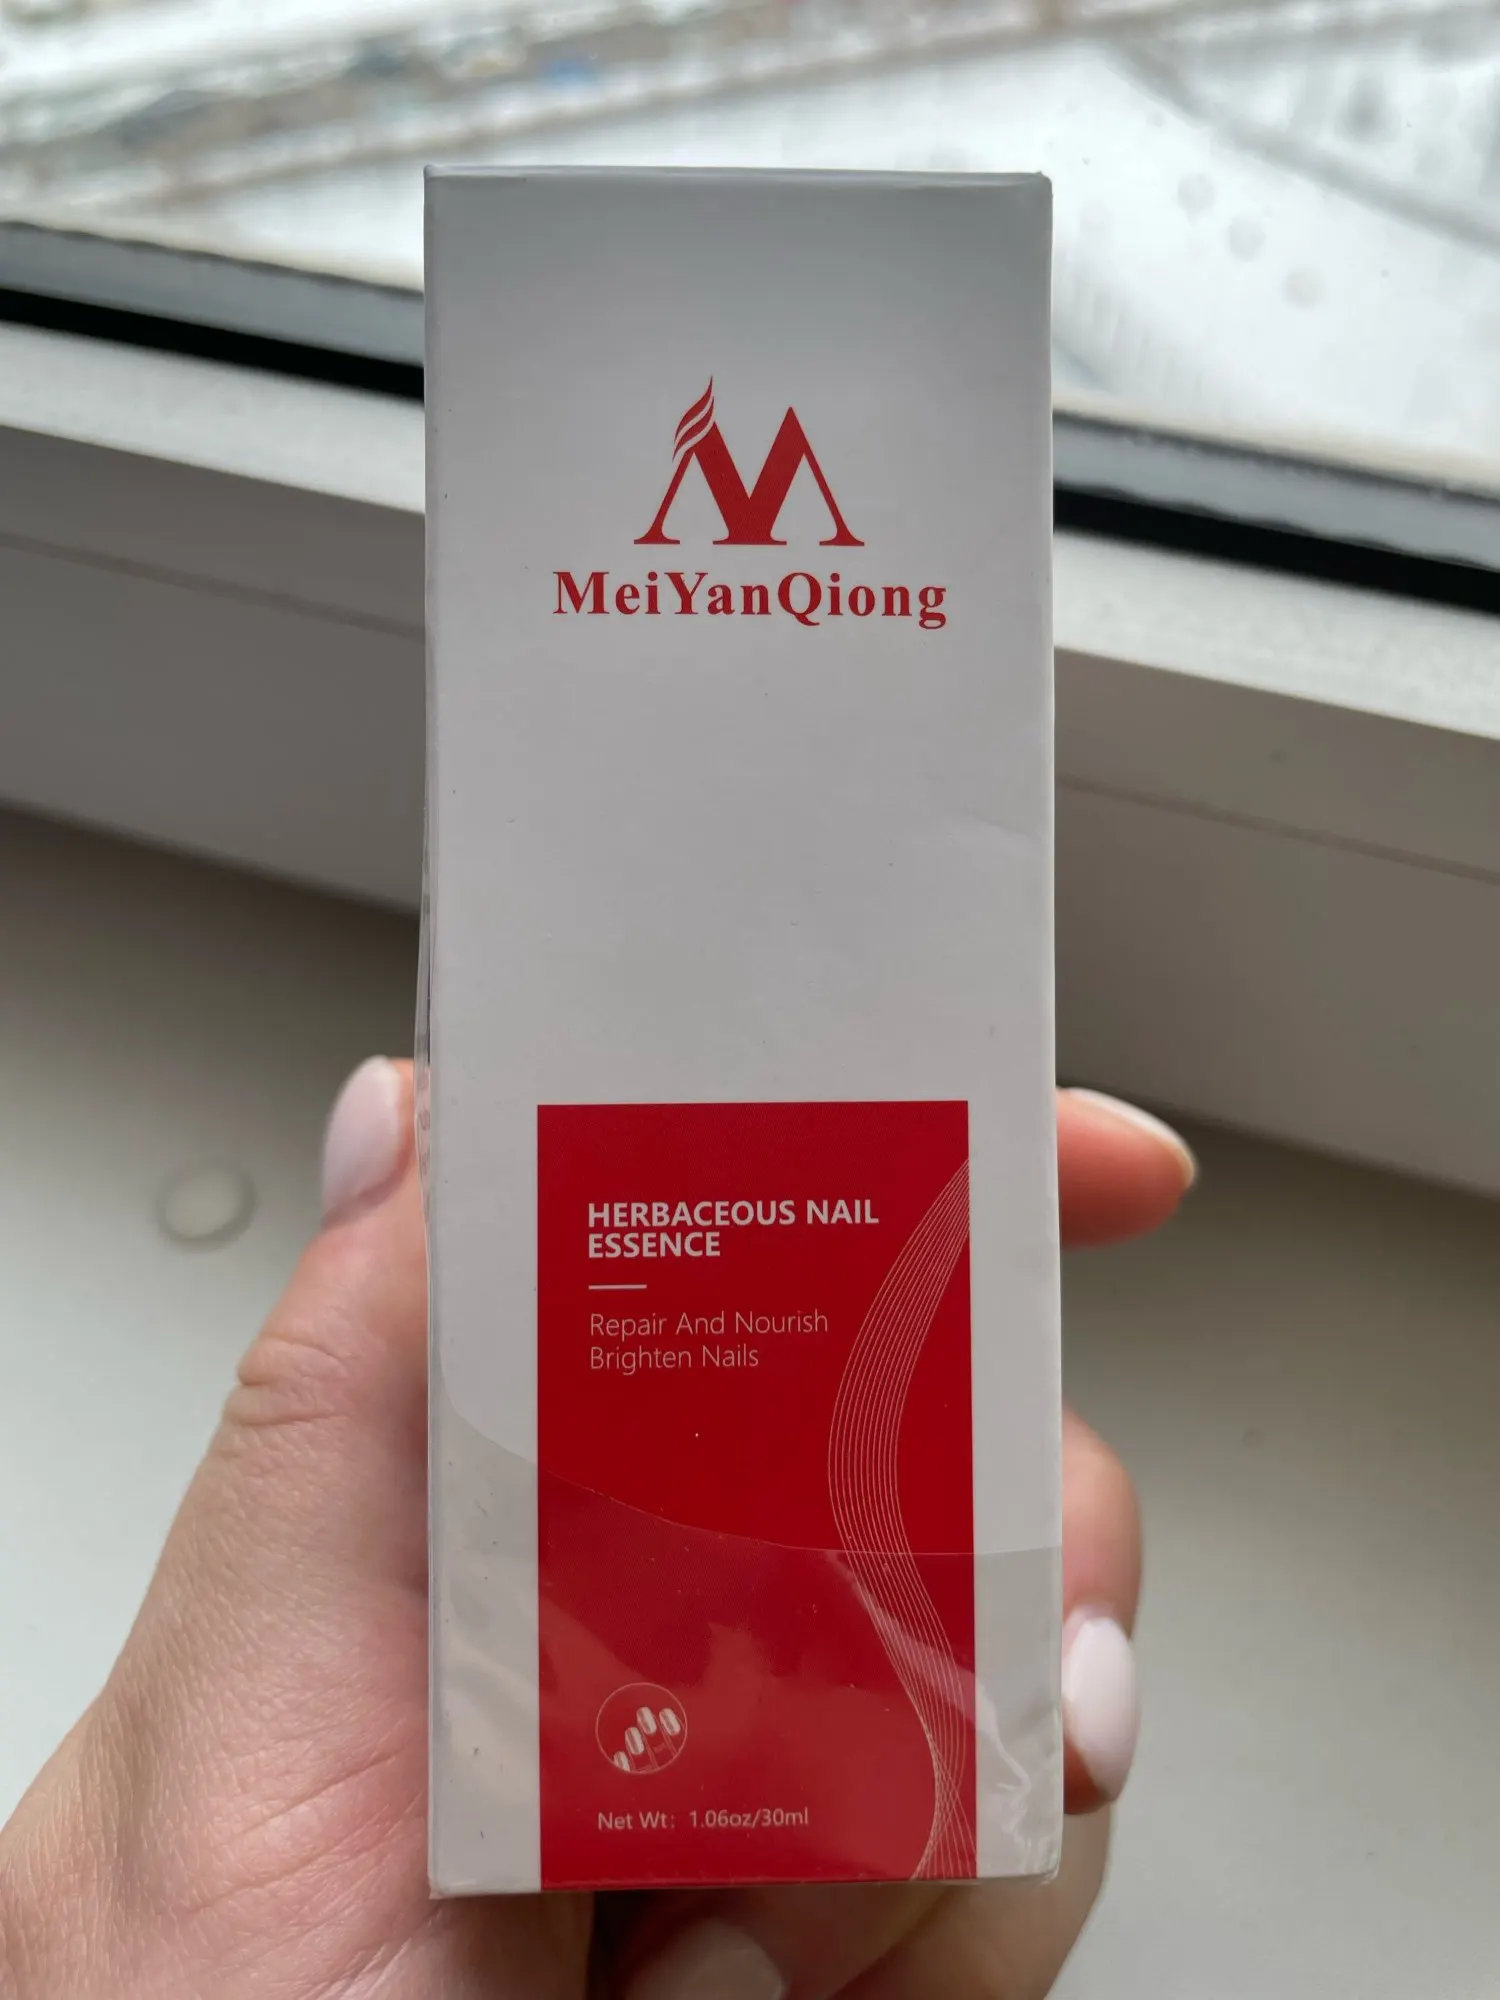 MeiYanQiong
HERBACEOUS NAIL
ESSENCE
Repair And Nourish
Brighten Nails
Net Wt: 1.06oz/30ml